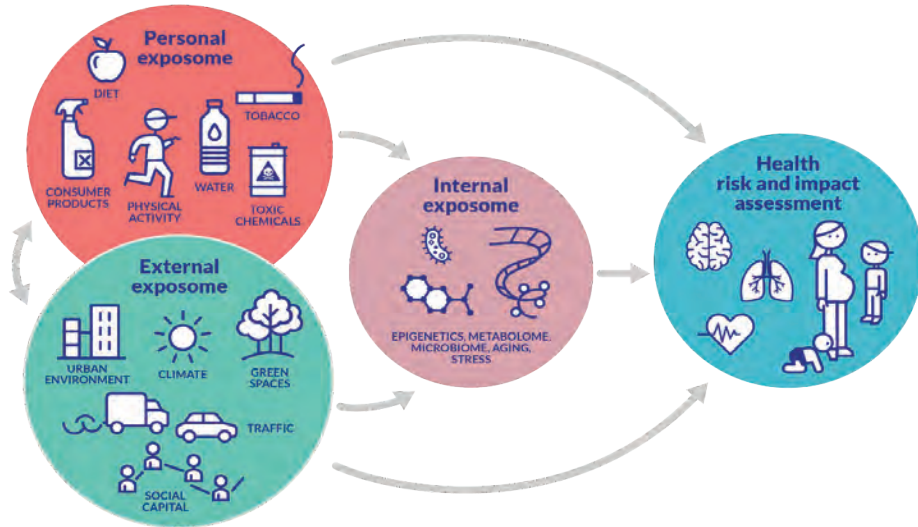 Personal
exposome
DIET
TOBACCO
CONSUMER
PRODUCTS
PHYSICAL
ACTIVITY
WATER
TOXIC
CHEMICALS
External
exposome
URBAN
ENVIRONMENT
CLIMATE
GREEN
SPACES
TRAFFIC
SOCIAL
CAPITAL
Internal
exposome
EPIGENETICS, METABOLOME,
MICROBIOME, AGING,
STRESS
Health
risk and impact
assessment